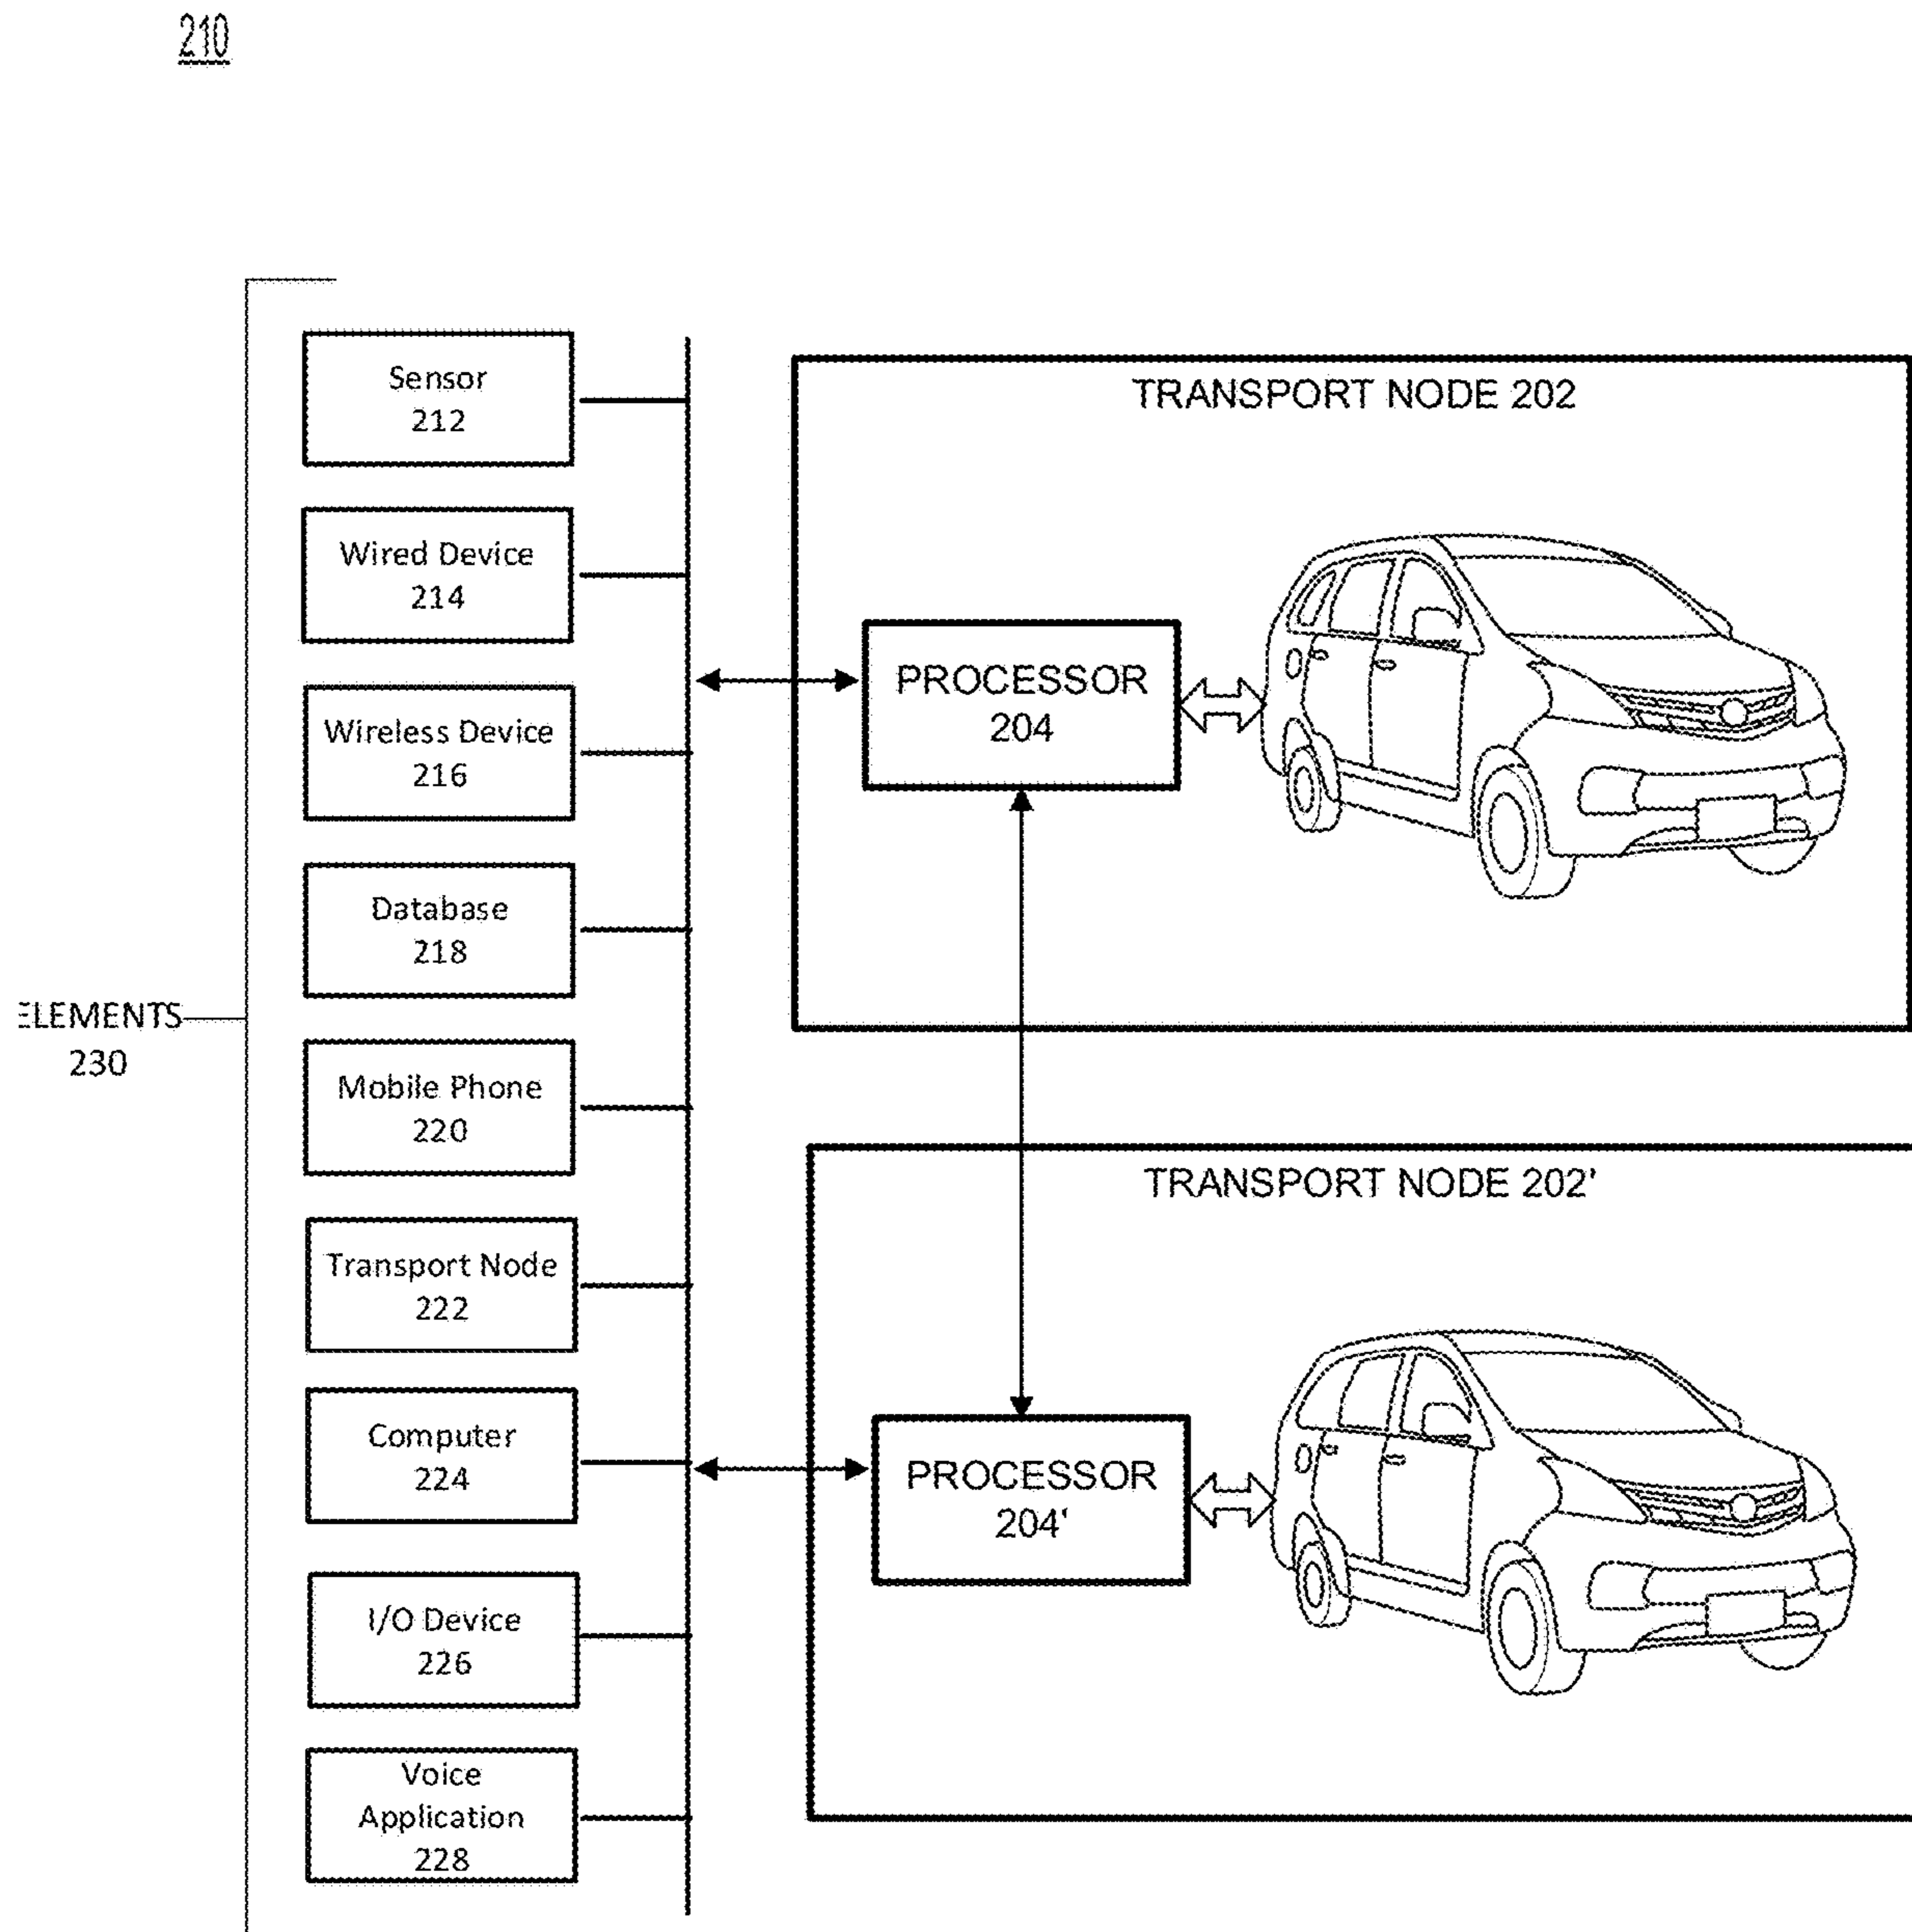 210
Sensor
212
Wired Device
214
Wireless Device
216
Database
218
ELEMENTS
230
Mobile Phone
220
Transport Node
222
Computer
224
I/O Device
226
Voice
Application
228
TRANSPORT NODE 202
PROCESSOR
204
TRANSPORT NODE 202'
PROCESSOR
204'